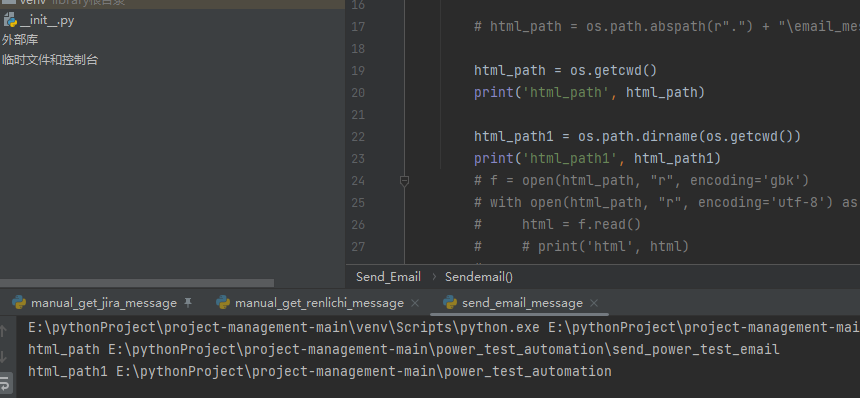 venv library根目录
__init__.py
外部库
临时文件和控制台
16
17 # html_path = os.path.abspath(r".") + "\email_mes
18
19 html_path = os.getcwd()
20 print('html_path', html_path)
21
22 html_path1 = os.path.dirname(os.getcwd())
23 print('html_path1', html_path1)
24 # f = open(html_path, "r", encoding='gbk')
25 # with open(html_path, "r", encoding='utf-8') as
26 #     html = f.read()
27 #     # print('html', html)
Send_Email › Sendemail()
manual_get_jira_message manual_get_renlichi_message send_email_message
E:\pythonProject\project-management-main\venv\Scripts\python.exe E:\pythonProject\project-management-mai
html_path E:\pythonProject\project-management-main\power_test_automation\send_power_test_email
html_path1 E:\pythonProject\project-management-main\power_test_automation